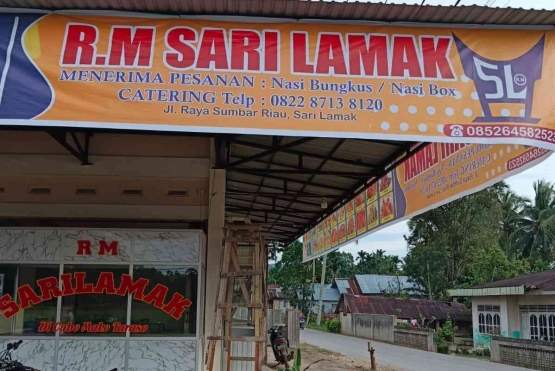 R.M SARI LAMAK
MENERIMA PESANAN : Nasi Bungkus / Nasi Box
CATERING Telp : 0822 8713 8120
Jl. Raya Sumbar Riau, Sari Lamak
SL
R.M
085264582523
RM
SARILAMAK